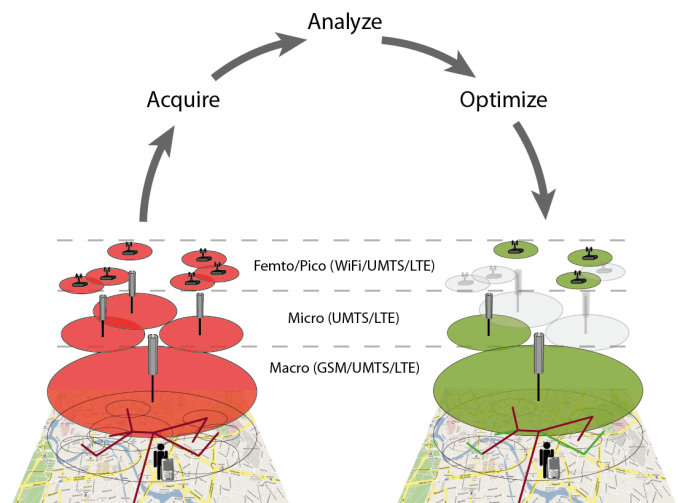 Analyze
Acquire
Optimize
Femto/Pico (WiFi/UMTS/LTE)
Micro (UMTS/LTE)
Macro (GSM/UMTS/LTE)